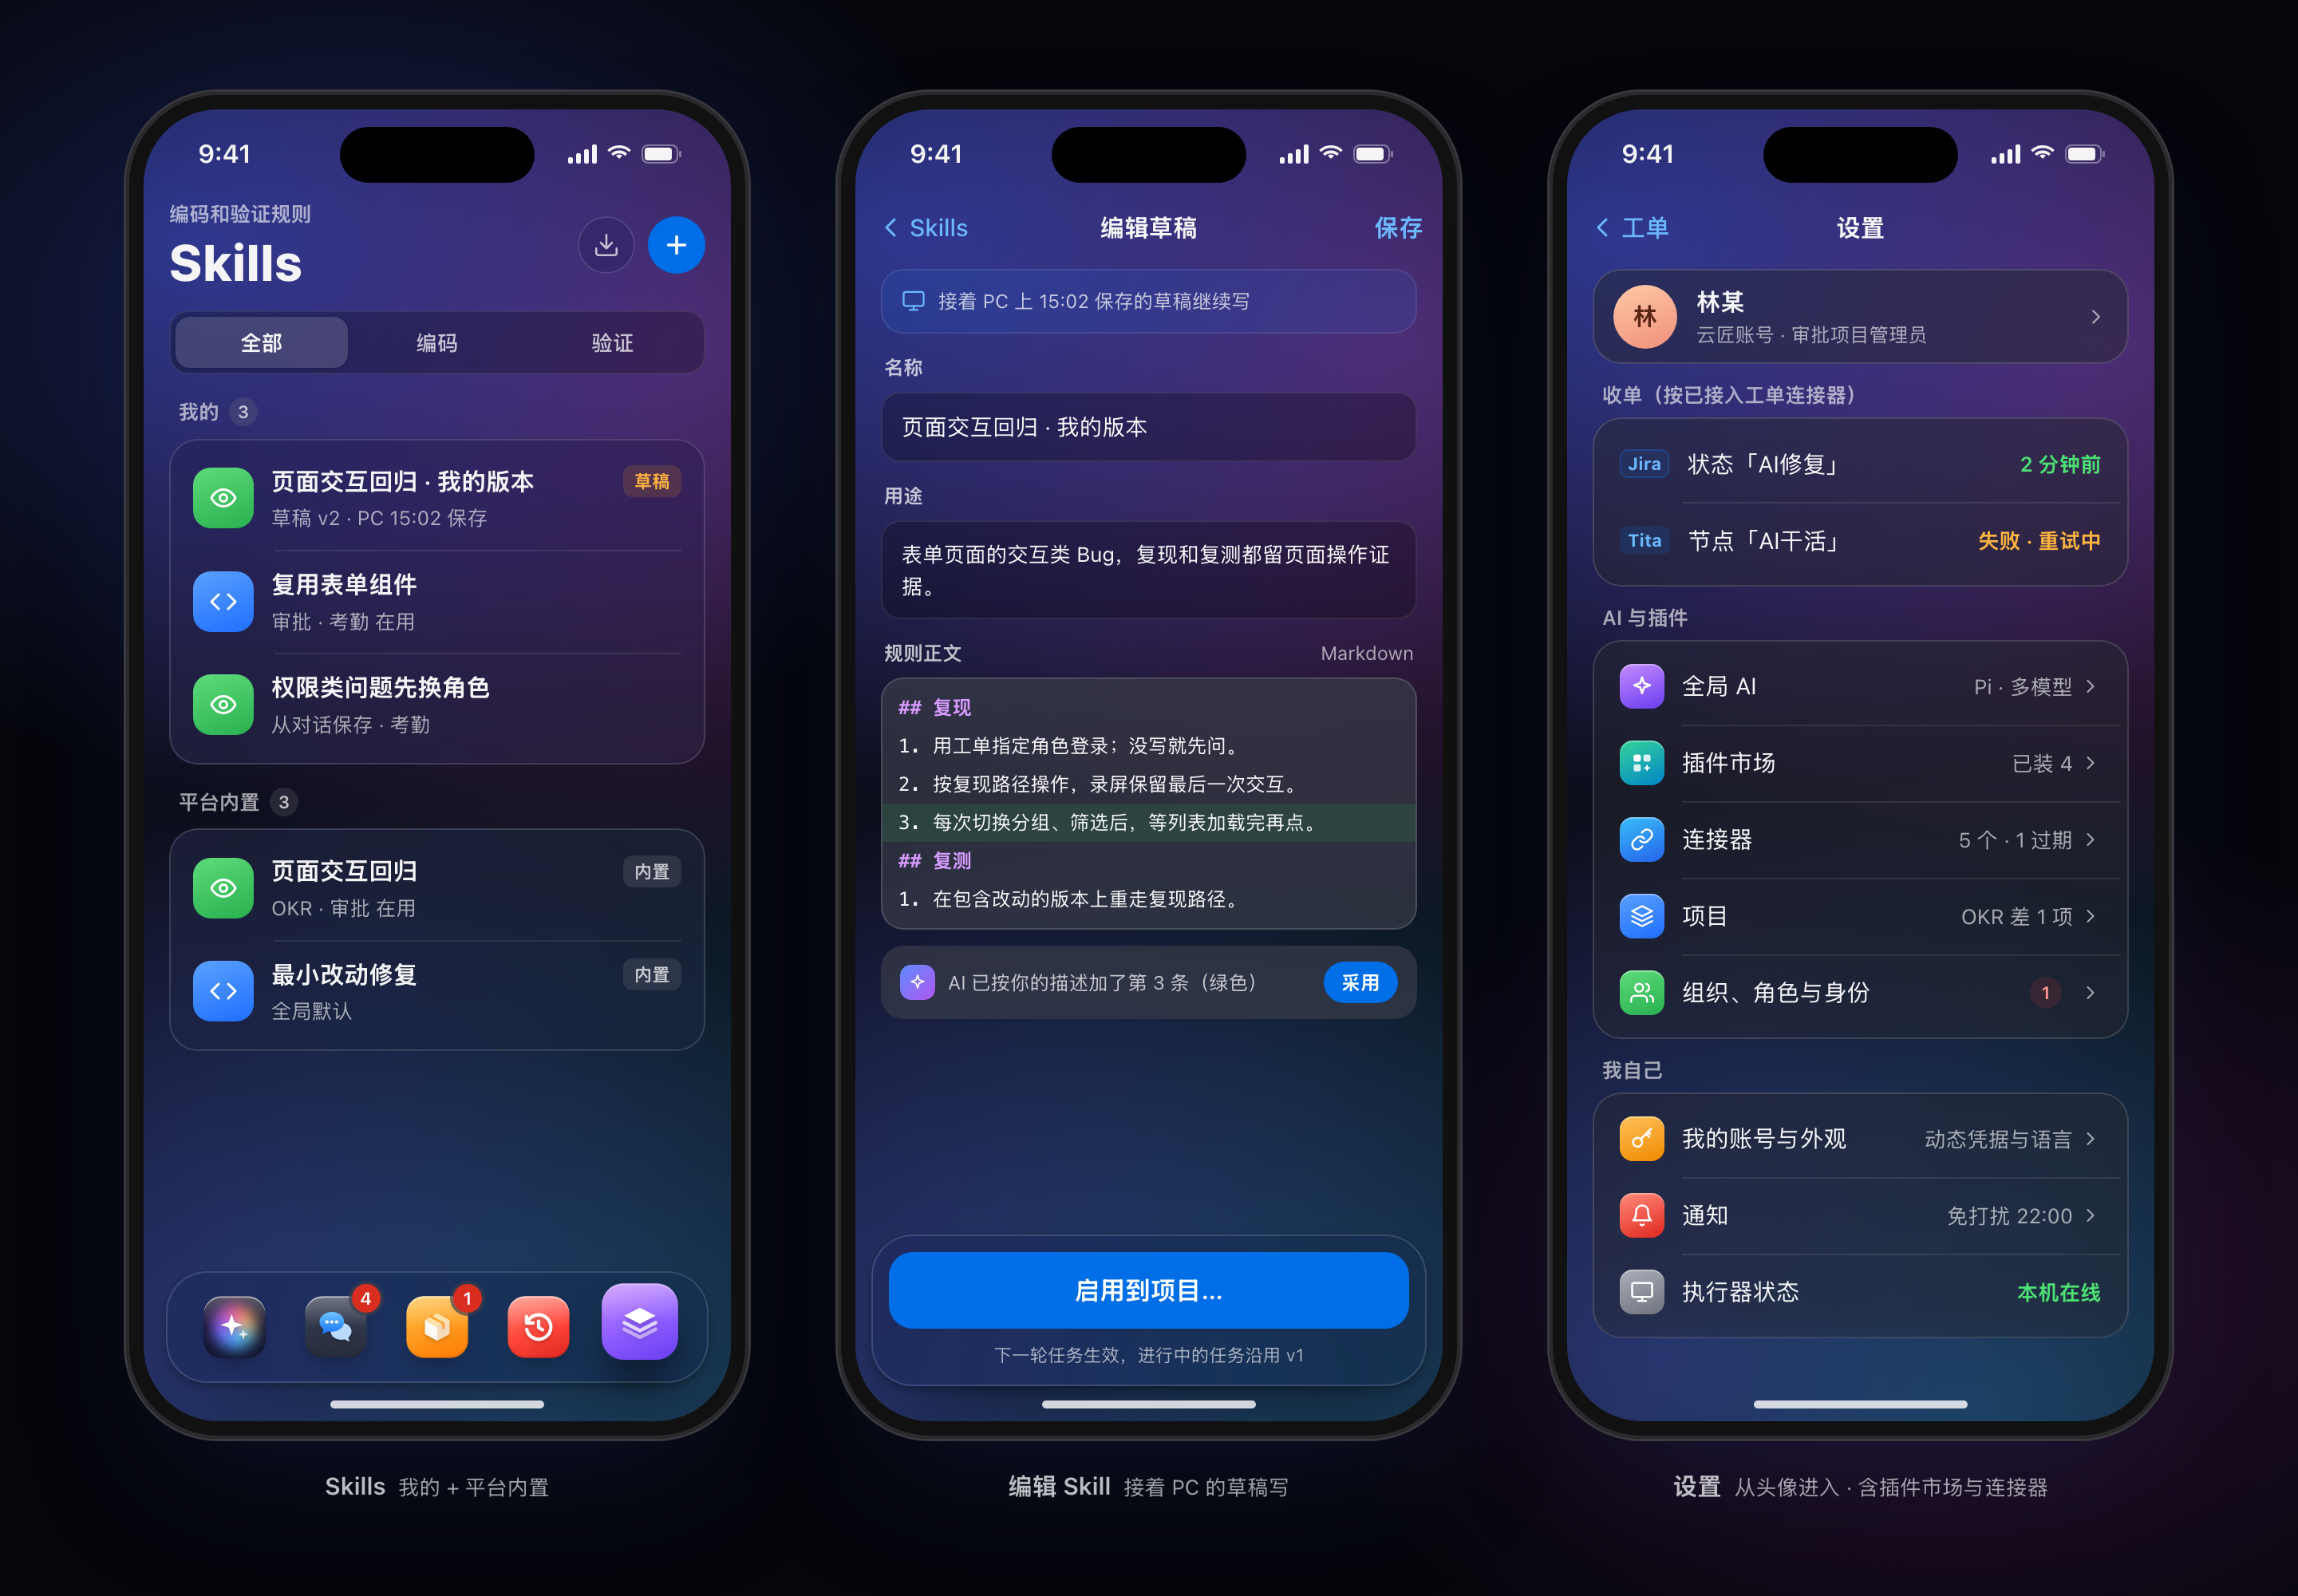 9:41
编码和验证规则
Skills
全部
编码
验证
我的 3
页面交互回归 · 我的版本
草稿
草稿 v2 · PC 15:02 保存
复用表单组件
审批 · 考勤 在用
权限类问题先换角色
从对话保存 · 考勤
平台内置 3
页面交互回归
内置
OKR · 审批 在用
最小改动修复
内置
全局默认
4
1
Skills 我的 + 平台内置
9:41
Skills
编辑草稿
保存
接着 PC 上 15:02 保存的草稿继续写
名称
页面交互回归 · 我的版本
用途
表单页面的交互类 Bug，复现和复测都留页面操作证
据。
规则正文
Markdown
## 复现
1. 用工单指定角色登录；没写就先问。
2. 按复现路径操作，录屏保留最后一次交互。
3. 每次切换分组、筛选后，等列表加载完再点。
## 复测
1. 在包含改动的版本上重走复现路径。
AI 已按你的描述加了第 3 条（绿色）
采用
启用到项目...
下一轮任务生效，进行中的任务沿用 v1
编辑 Skill 接着 PC 的草稿写
9:41
工单
设置
林
林某
云匠账号 · 审批项目管理员
收单（按已接入工单连接器）
Jira 状态「AI修复」 2 分钟前
Tita 节点「AI干活」 失败 · 重试中
AI 与插件
全局 AI Pi · 多模型
插件市场 已装 4
连接器 5 个 · 1 过期
项目 OKR 差 1 项
组织、角色与身份 1
我自己
我的账号与外观 动态凭据与语言
通知 免打扰 22:00
执行器状态 本机在线
设置 从头像进入 · 含插件市场与连接器